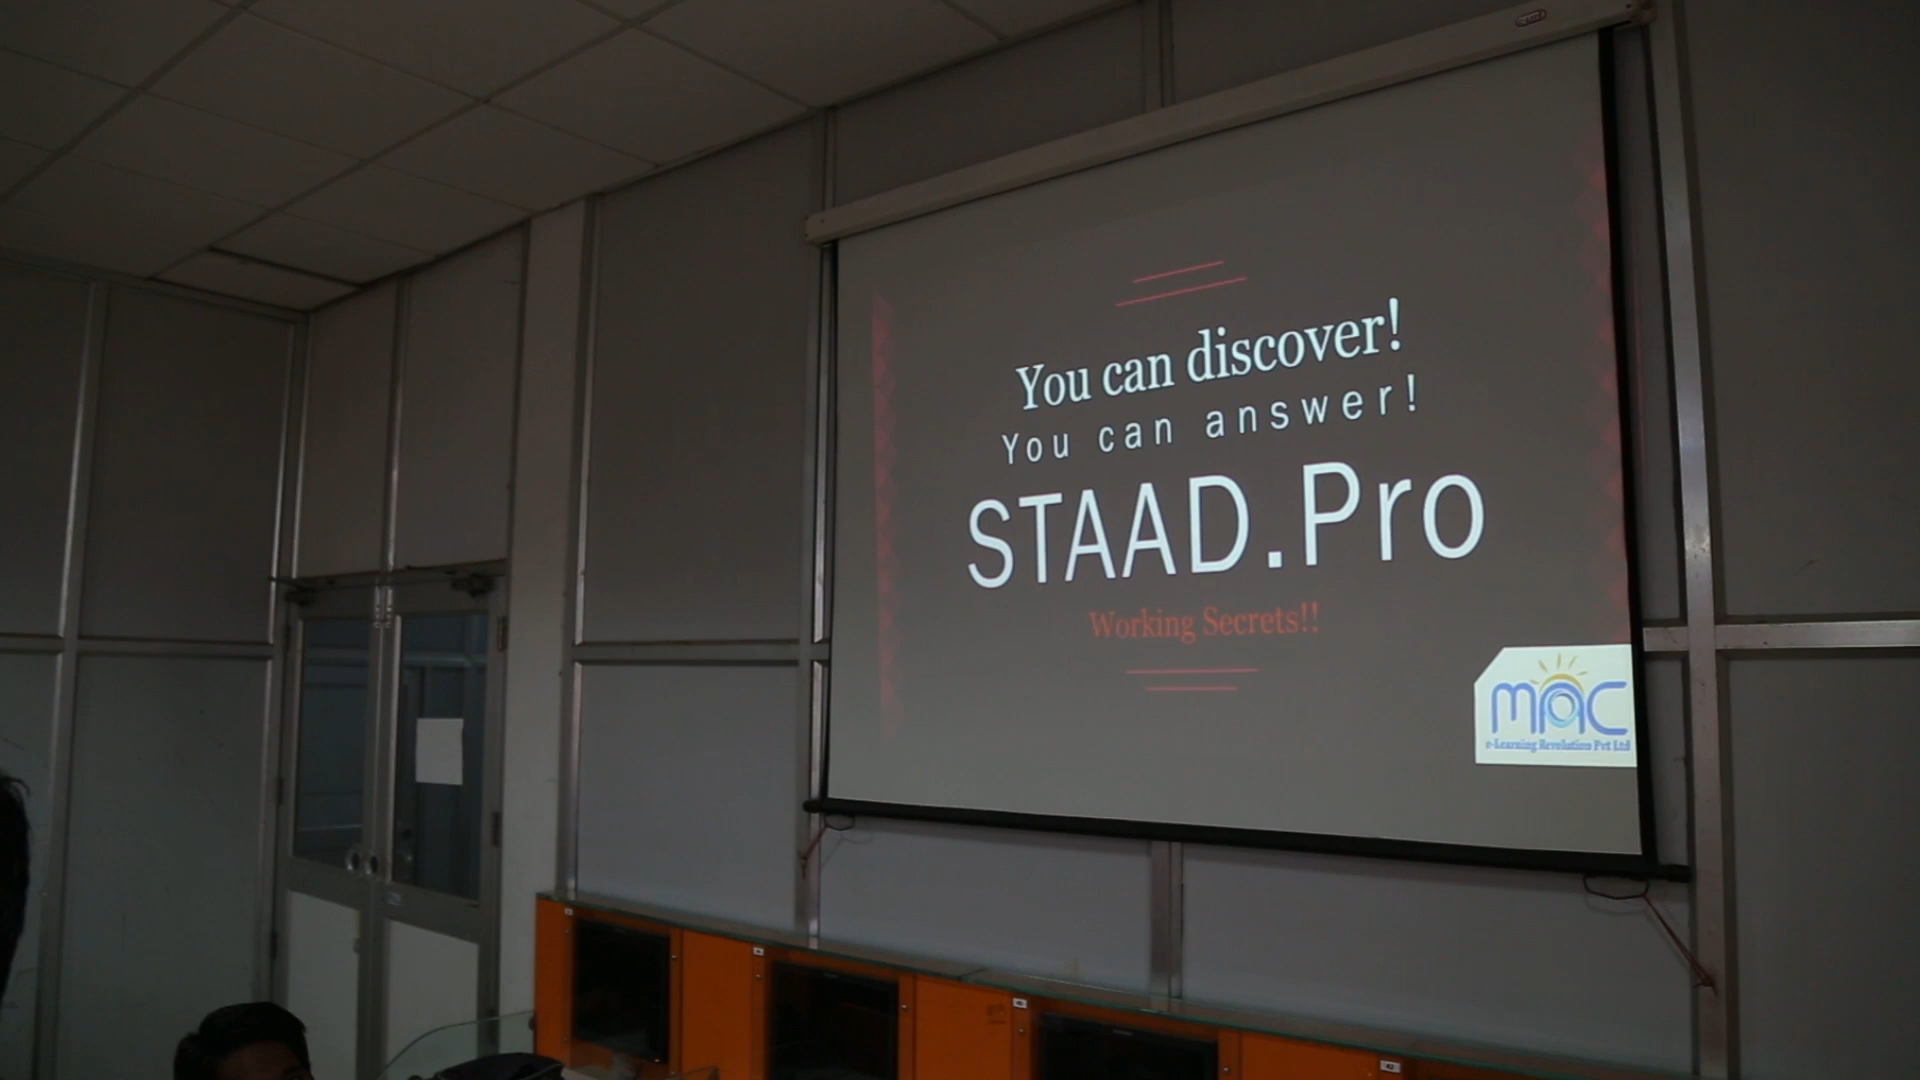 You can discover!
You can answer!
STAAD.Pro
Working Secrets!!
MAC
e-Learning Revolution Pvt Ltd